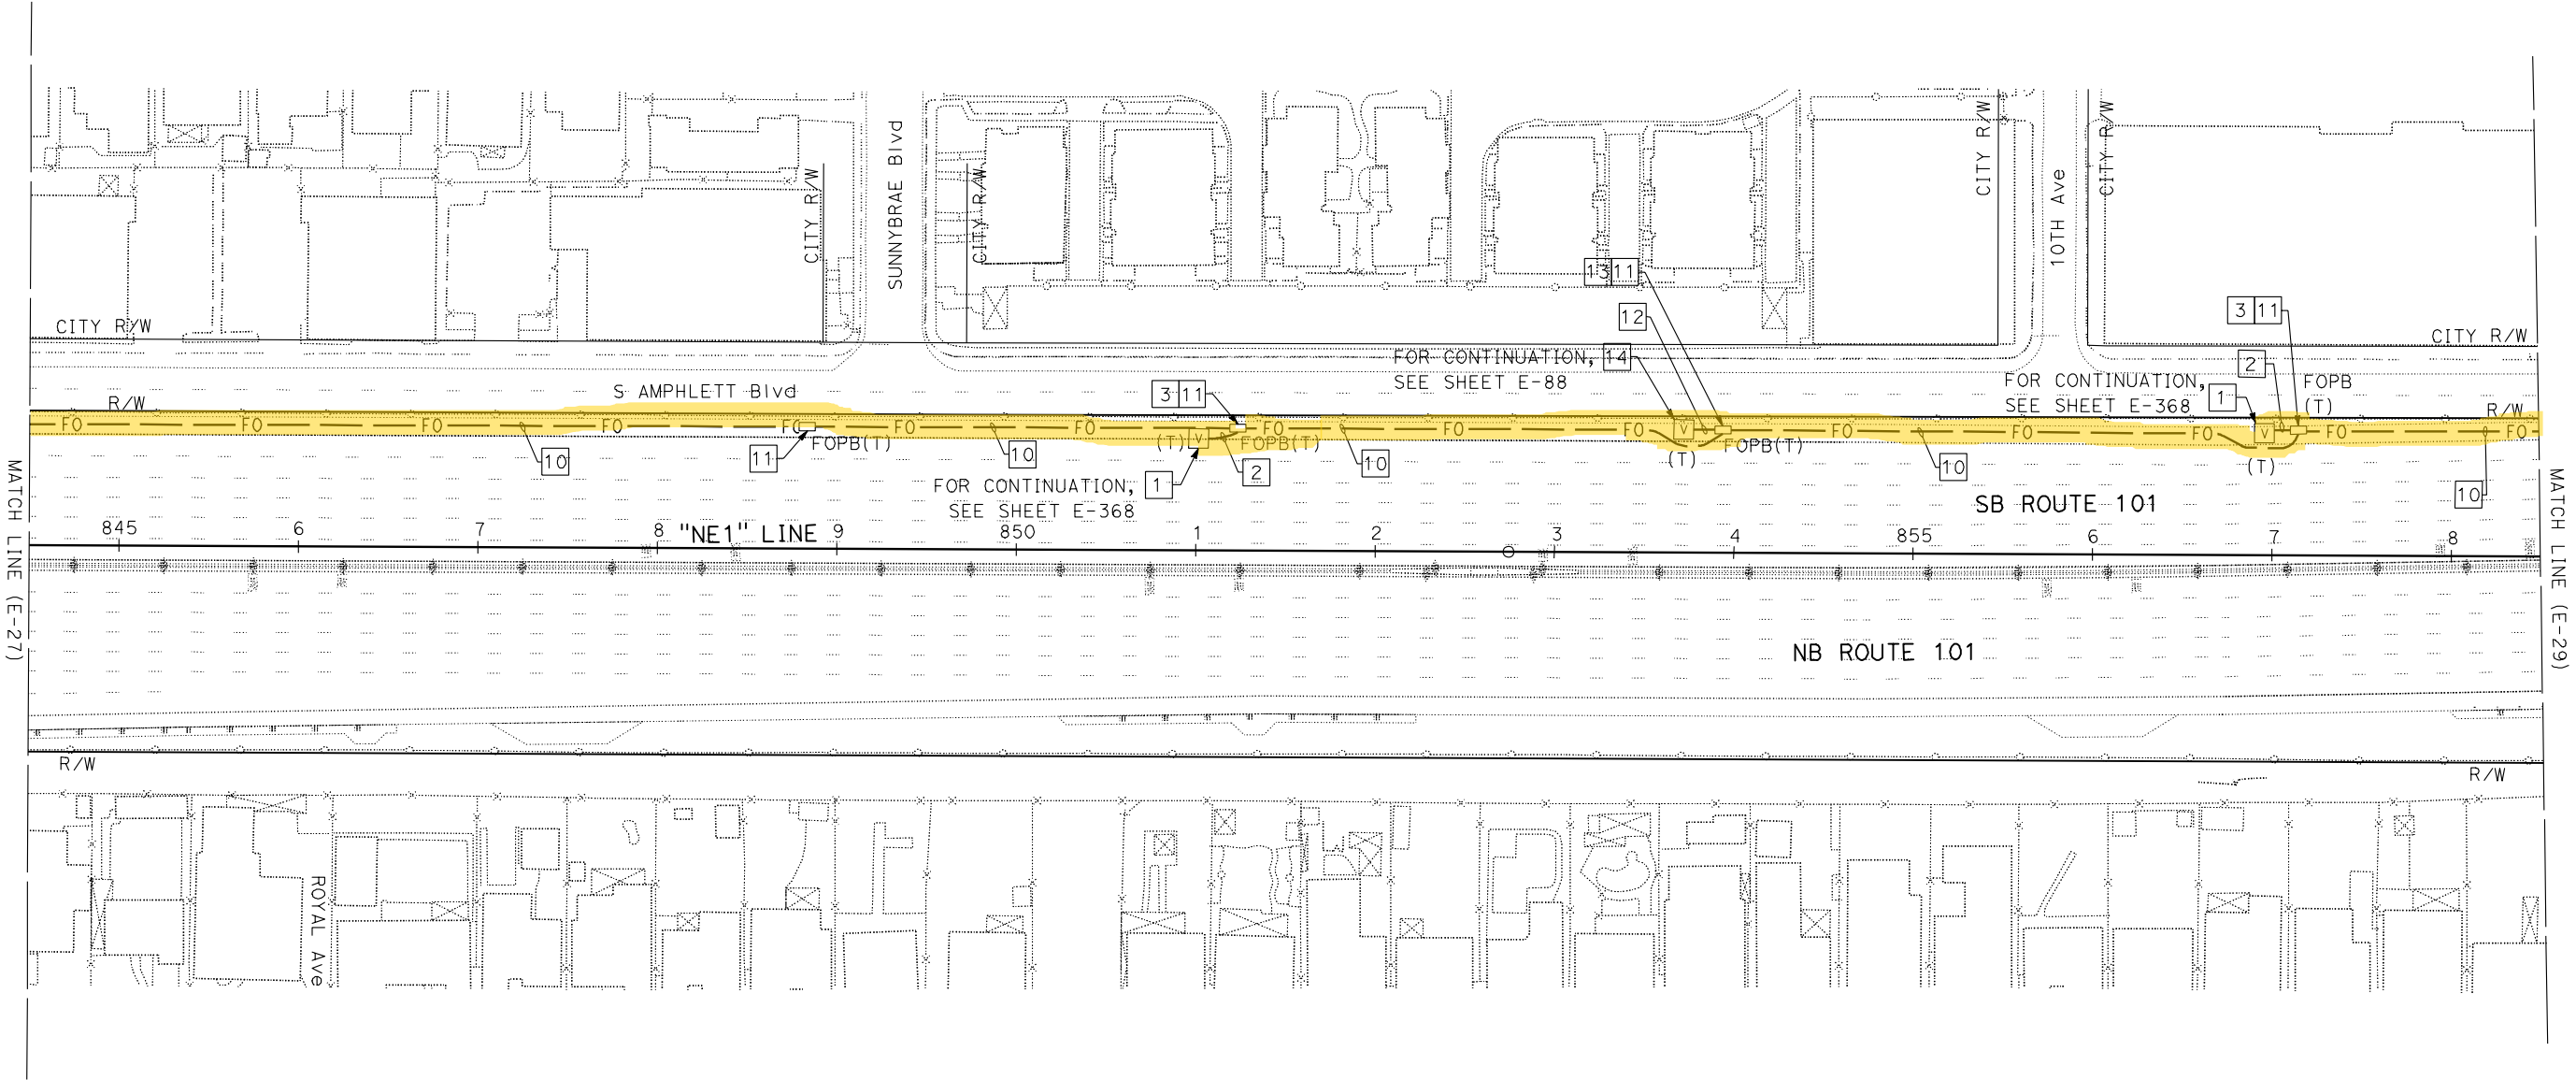 CITY R/W
SUNNYBRAE Blvd
CITY R/W
CITY R/W
10TH Ave
CITY R/W
13 11
12
3 11
CITY R/W
CITY R/W
FOR CONTINUATION, 14
SEE SHEET E-88
2
FOR CONTINUATION, 1
SEE SHEET E-368
FOPB
(T)
S AMPHLETT Blvd
3 11
R/W
R/W
FO FO FO FO FO FO FO FO FO FO FO FO FO FO FO
V V V
FOPB(T) (T) FOPB(T) (T) FOPB(T) (T)
10 11 10 2 10 10 10
FOR CONTINUATION, 1
SEE SHEET E-368
SB ROUTE 101
845 6 7 8 "NE1" LINE 9 850 1 2 3 4 855 6 7 8
MATCH LINE (E-27)
MATCH LINE (E-29)
NB ROUTE 101
R/W
R/W
ROYAL Ave